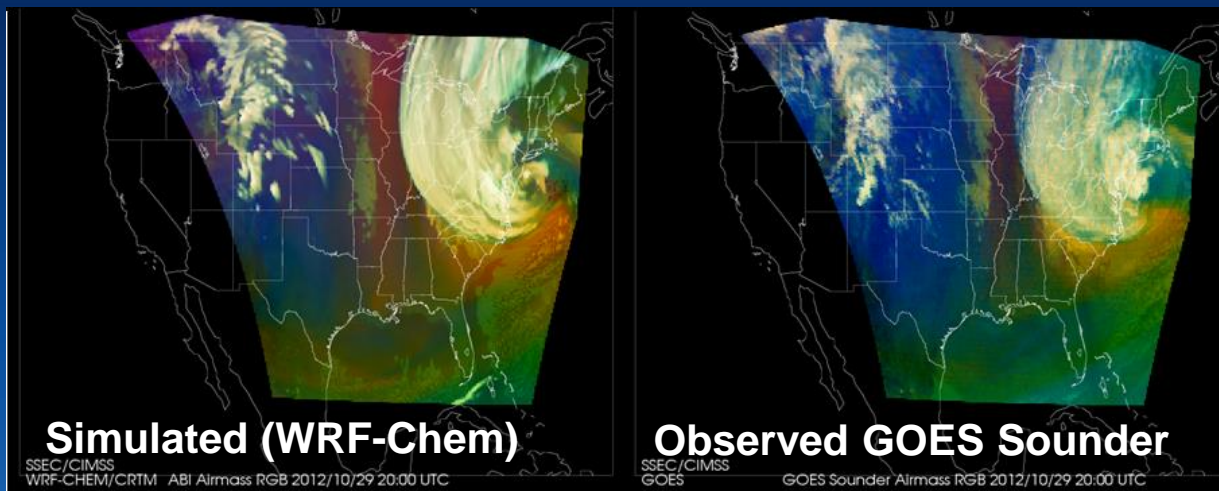 Simulated (WRF-Chem)
SSEC/CIMSS
WRF-CHEM/CRTM ABI Airmass RGB 2012/10/29 20:00 UTC
Observed GOES Sounder
SSEC/CIMSS
GOES GOES Sounder Airmass RGB 2012/10/29 20:00 UTC